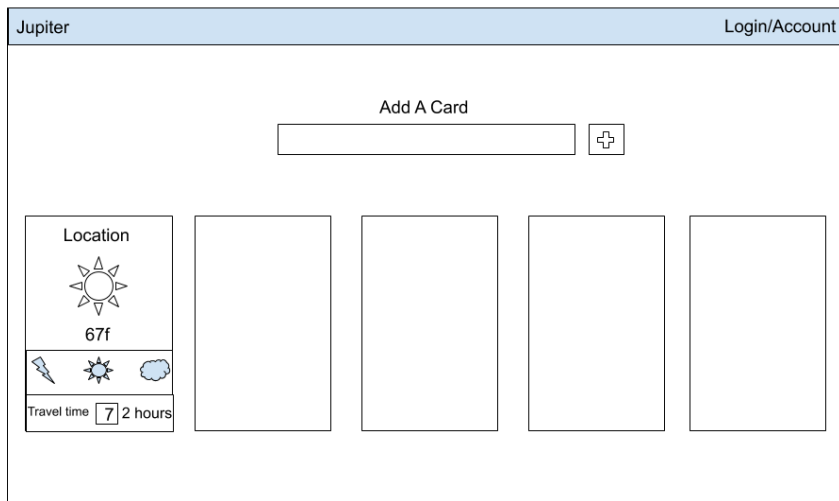 Jupiter
Login/Account
Add A Card
Location
67f
Travel time 7 2 hours